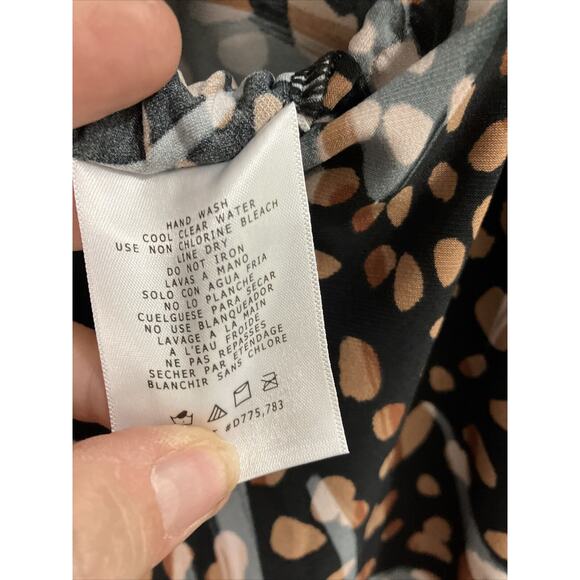 HAND WASH
COOL CLEAR WATER
USE NON CHLORINE BLEACH
LINE DRY
DO NOT IRON
LAVAS A MANO
SOLO CON AGUA FRIA
NO LO PLANCHE
CUELGUESE PARA SECAR
NO USE BLANQUEADOR
LAVAGE A LA MAIN
A L'EAU FROIDE
NE PAS REPASSES
SECHER PAR ETENDAGE
BLANCHIR SANS CHLORE
#D775,783